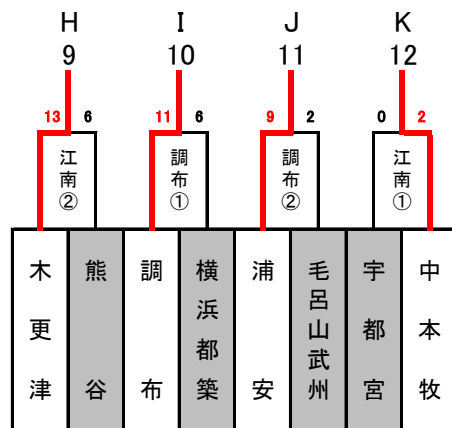 H I J K
9 10 11 12
13 6 11 6 9 2 0 2
江南② 調布① 調布② 江南①
木更津 熊谷 調布 横浜都築 浦安 毛呂山武州 宇都宮 中本牧